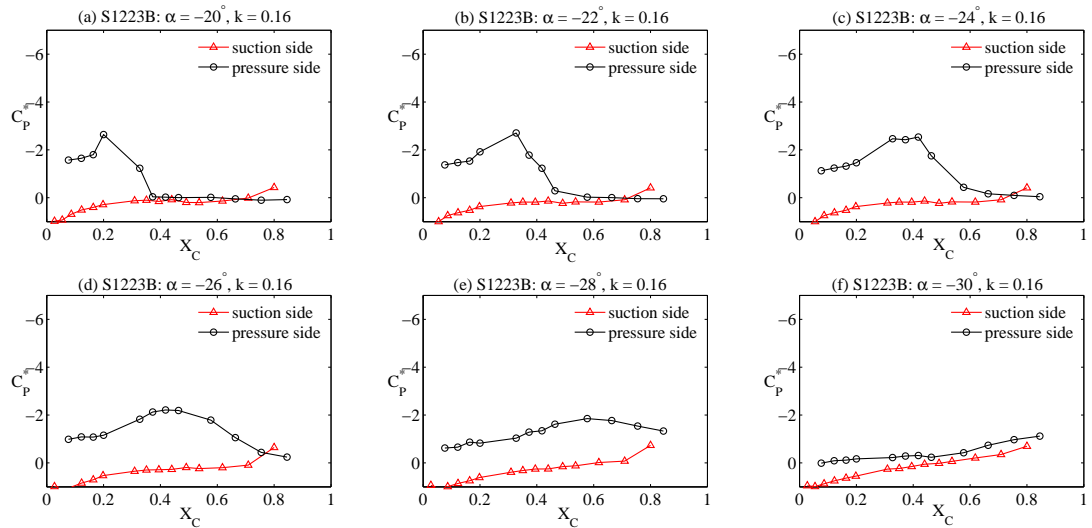 (a) S1223B: α = −20°, k = 0.16
−6
−4
−2
0
C*P
suction side
pressure side
0 0.2 0.4 0.6 0.8 1
X_C
(b) S1223B: α = −22°, k = 0.16
−6
−4
−2
0
C*P
suction side
pressure side
0 0.2 0.4 0.6 0.8 1
X_C
(c) S1223B: α = −24°, k = 0.16
−6
−4
−2
0
C*P
suction side
pressure side
0 0.2 0.4 0.6 0.8 1
X_C
(d) S1223B: α = −26°, k = 0.16
−6
−4
−2
0
C*P
suction side
pressure side
0 0.2 0.4 0.6 0.8 1
X_C
(e) S1223B: α = −28°, k = 0.16
−6
−4
−2
0
C*P
suction side
pressure side
0 0.2 0.4 0.6 0.8 1
X_C
(f) S1223B: α = −30°, k = 0.16
−6
−4
−2
0
C*P
suction side
pressure side
0 0.2 0.4 0.6 0.8 1
X_C